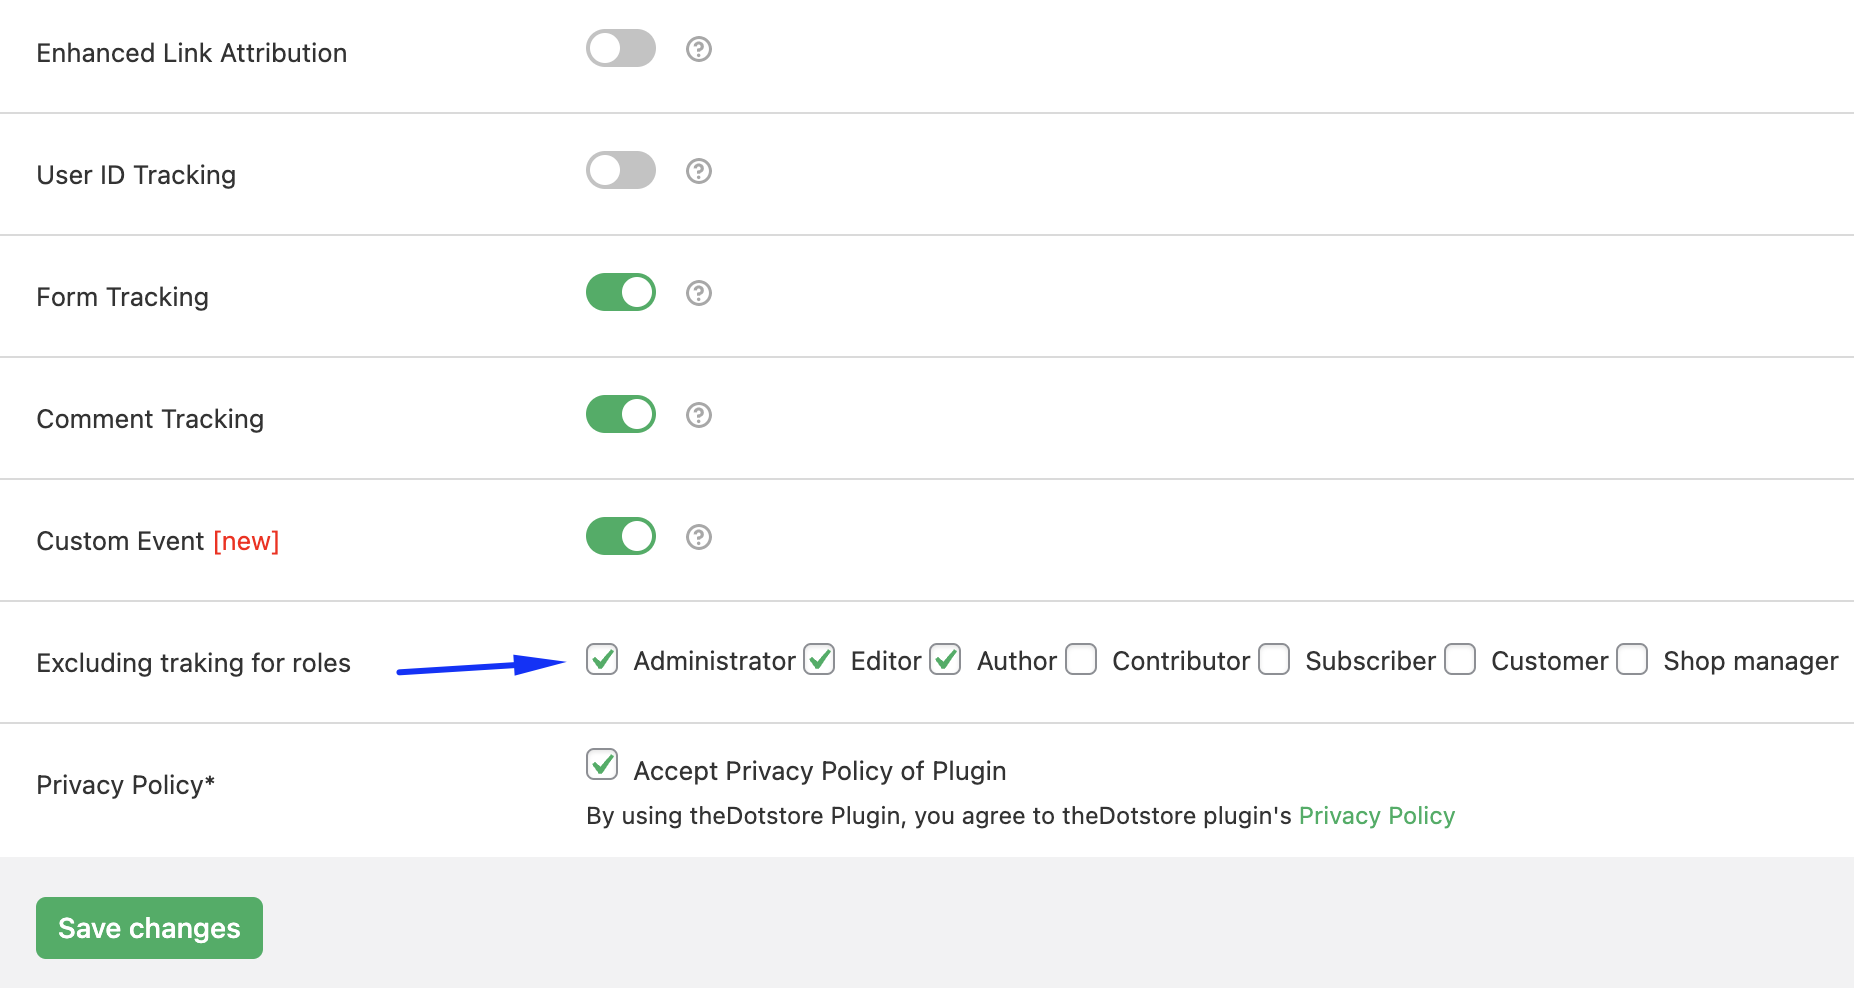 Enhanced Link Attribution
User ID Tracking
Form Tracking
Comment Tracking
Custom Event [new]
Excluding traking for roles Administrator Editor Author Contributor Subscriber Customer Shop manager
Privacy Policy* Accept Privacy Policy of Plugin
By using theDotstore Plugin, you agree to theDotstore plugin's Privacy Policy
Save changes